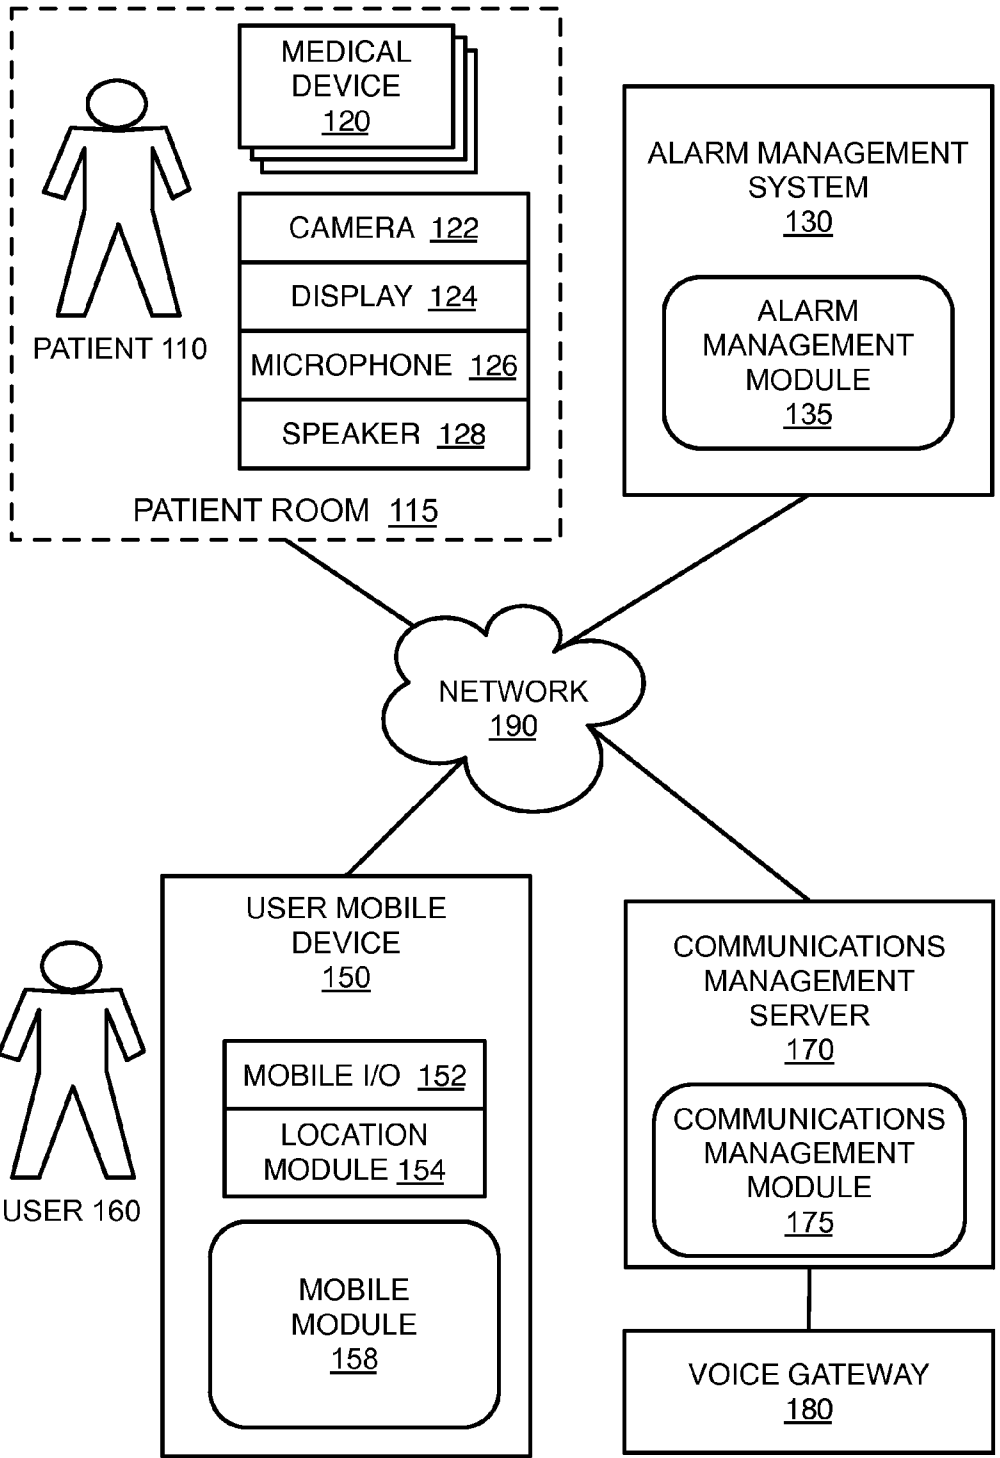 MEDICAL
DEVICE
120
CAMERA 122
DISPLAY 124
MICROPHONE 126
SPEAKER 128
PATIENT 110
PATIENT ROOM 115
ALARM MANAGEMENT
SYSTEM
130
ALARM
MANAGEMENT
MODULE
135
NETWORK
190
USER MOBILE
DEVICE
150
MOBILE I/O 152
LOCATION
MODULE 154
MOBILE
MODULE
158
USER 160
COMMUNICATIONS
MANAGEMENT
SERVER
170
COMMUNICATIONS
MANAGEMENT
MODULE
175
VOICE GATEWAY
180